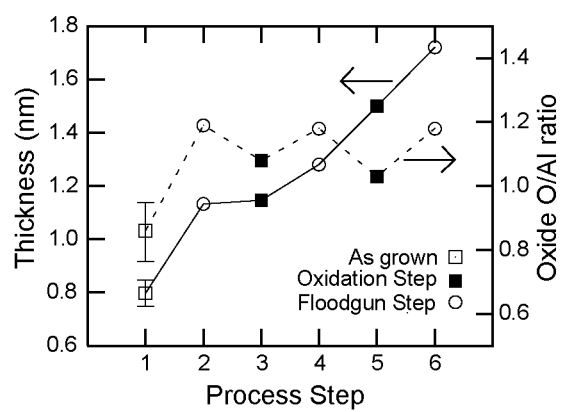 1.8
1.6
1.4
1.2
1.0
0.8
0.6
Thickness (nm)
1.4
1.2
1.0
0.8
0.6
Oxide O/Al ratio
As grown
Oxidation Step
Floodgun Step
1 2 3 4 5 6
Process Step